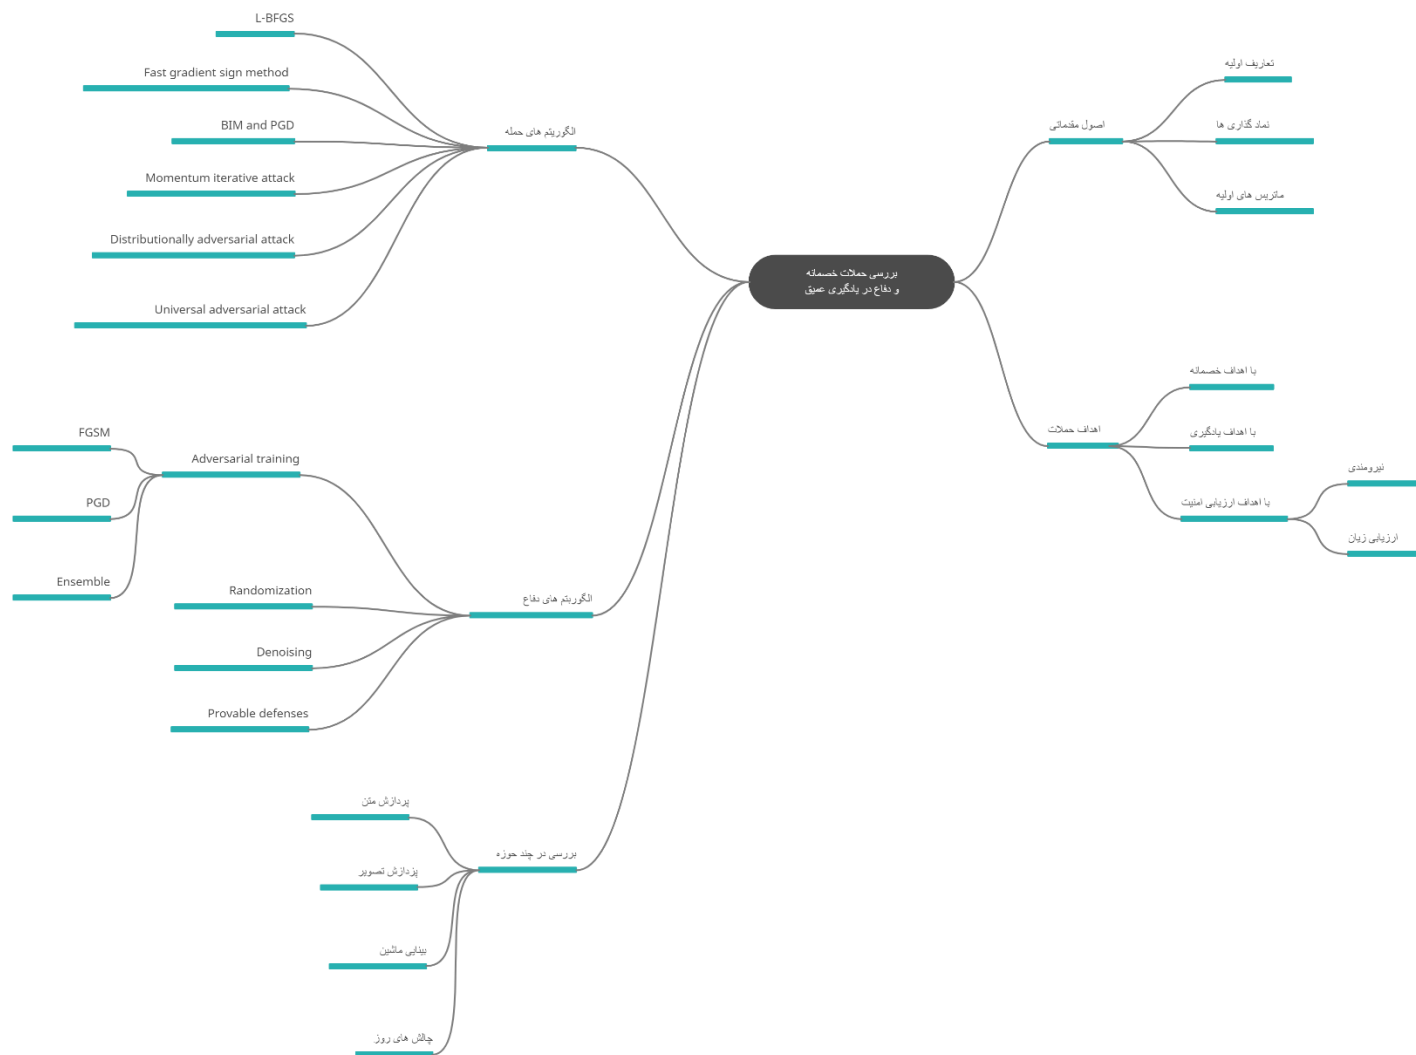 بررسی حملات خصمانه
و دفاع در یادگیری عمیق
اصول مقدماتی
تعاریف اولیه
نماد گذاری ها
ماتریس های اولیه
اهداف حملات
با اهداف خصمانه
با اهداف یادگیری
با اهداف ارزیابی امنیت
نیرومندی
ارزیابی زیان
الگوریتم های حمله
L-BFGS
Fast gradient sign method
BIM and PGD
Momentum iterative attack
Distributionally adversarial attack
Universal adversarial attack
الگوریتم های دفاع
Adversarial training
FGSM
PGD
Ensemble
Randomization
Denoising
Provable defenses
بررسی در چند حوزه
پردازش متن
پزدازش تصویر
بینایی ماشین
چالش های روز